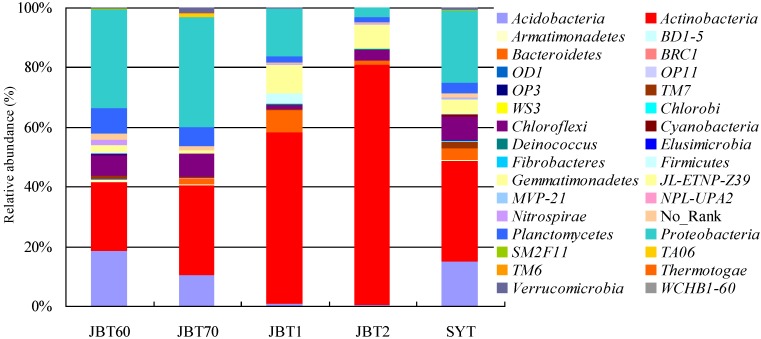 100%
80%
60%
40%
20%
0%
Relative abundance (%)
JBT60 JBT70 JBT1 JBT2 SYT
Acidobacteria Actinobacteria
Armatimonadetes BD1-5
Bacteroidetes BRC1
OD1 OP11
OP3 TM7
WS3 Chlorobi
Chloroflexi Cyanobacteria
Deinococcus Elusimicrobia
Fibrobacteres Firmicutes
Gemmatimonadetes JL-ETNP-Z39
MVP-21 NPL-UPA2
Nitrospirae No_Rank
Planctomycetes Proteobacteria
SM2F11 TA06
TM6 Thermotogae
Verrucomicrobia WCHB1-60